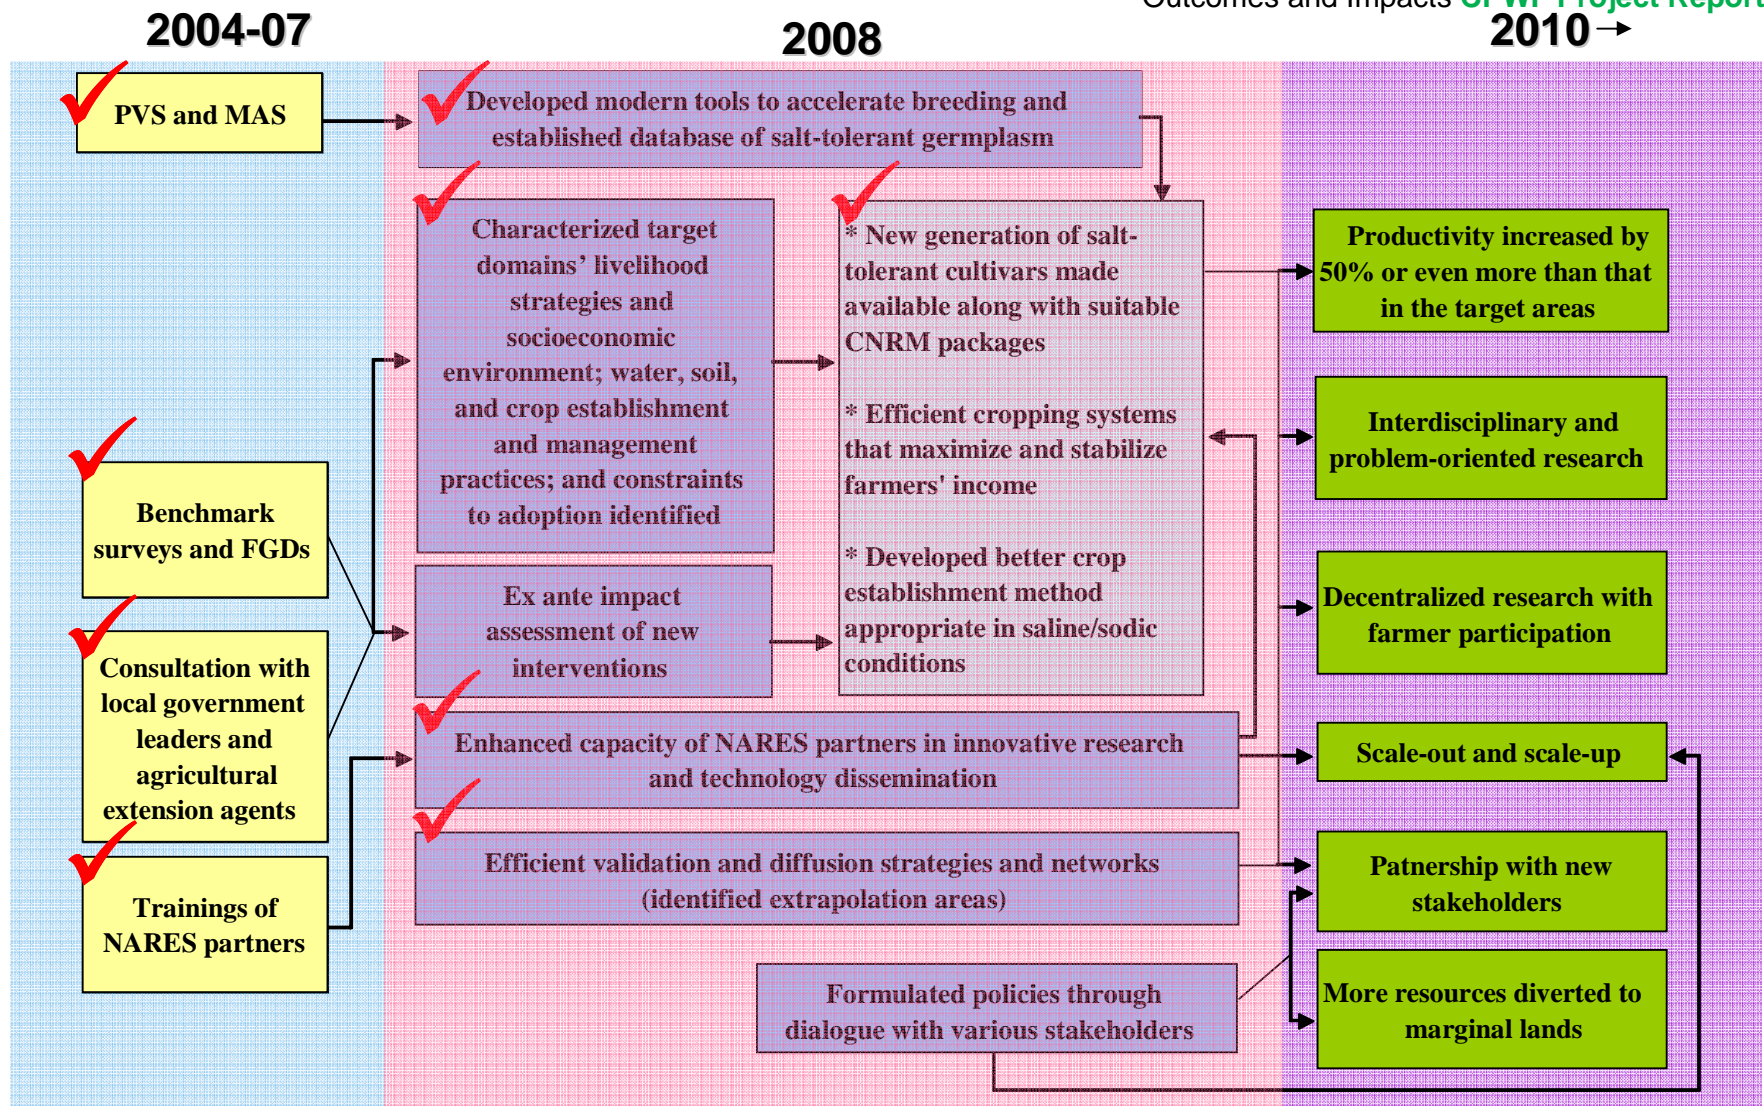 Outcomes and Impacts CPWF Project Report
2004-07
2008
2010
PVS and MAS
Benchmark
surveys and FGDs
Consultation with
local government
leaders and
agricultural
extension agents
Trainings of
NARES partners
Developed modern tools to accelerate breeding and
established database of salt-tolerant germplasm
Characterized target
domains' livelihood
strategies and
socioeconomic
environment; water, soil,
and crop establishment
and management
practices; and constraints
to adoption identified
Ex ante impact
assessment of new
interventions
* New generation of salt-
tolerant cultivars made
available along with suitable
CNRM packages
* Efficient cropping systems
that maximize and stabilize
farmers' income
* Developed better crop
establishment method
appropriate in saline/sodic
conditions
Enhanced capacity of NARES partners in innovative research
and technology dissemination
Efficient validation and diffusion strategies and networks
(identified extrapolation areas)
Formulated policies through
dialogue with various stakeholders
Productivity increased by
50% or even more than that
in the target areas
Interdisciplinary and
problem-oriented research
Decentralized research with
farmer participation
Scale-out and scale-up
Patnership with new
stakeholders
More resources diverted to
marginal lands